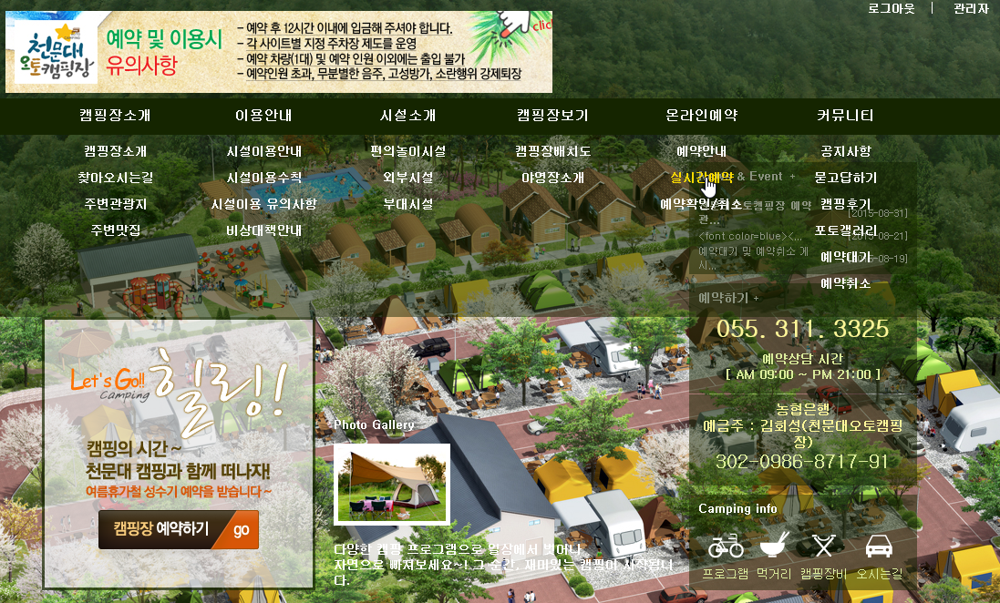 로그아웃 | 관리자
천문대
오토캠핑장
예약 및 이용시
유의사항
– 예약 후 12시간 이내에 입금해 주셔야 합니다.
– 각 사이트별 지정 주차장 제도를 운영
– 예약 차량(1대) 및 예약 인원 이외에는 출입 불가
– 예약인원 초과, 무분별한 음주, 고성방가, 소란행위 강제퇴장
clic
캠핑장소개 이용안내 시설소개 캠핑장보기 온라인예약 커뮤니티
캠핑장소개 시설이용안내 편의놀이시설 캠핑장배치도 예약안내 공지사항
찾아오시는길 시설이용수칙 외부시설 야영장소개 실시간예약 묻고답하기
& Event +
주변관광지 시설이용 유의사항 부대시설 예약확인/취소 캠핑후기
토캠핑장 예약
관...
[2015-08-31]
주변맛집 비상대책안내 포토갤러리
<font color=blue><...
예약대기 및 예약취소 게
시...
예약대기
예약취소
예약하기 +
055. 311. 3325
예약상담 시간
[ AM 09:00 ~ PM 21:00 ]
농협은행
예금주 : 김회성(천문대오토캠핑
장)
302-0986-8717-91
Let's Go!!
Camping
힐링!
캠핑의 시간 ~
천문대 캠핑과 함께 떠나자!
여름휴가철 성수기 예약을 받습니다 ~
캠핑장 예약하기 go
Photo Gallery
다양한 캠핑 프로그램으로 일상에서 벗어나
자연으로 빠져보세요~! 그 순간, 재미있는 캠핑이 시작됩니
다.
Camping info
프로그램 먹거리 캠핑장비 오시는길